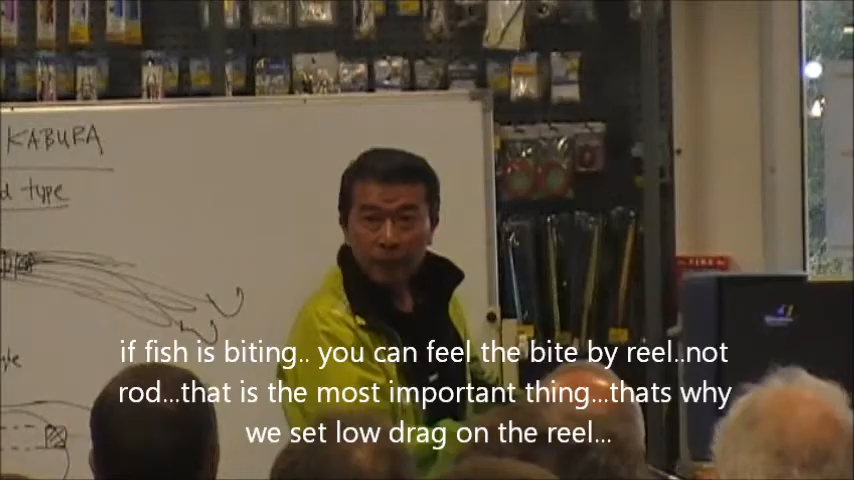 KABURA
d type
if fish is biting.. you can feel the bite by reel..not
rod...that is the most important thing...thats why
we set low drag on the reel...